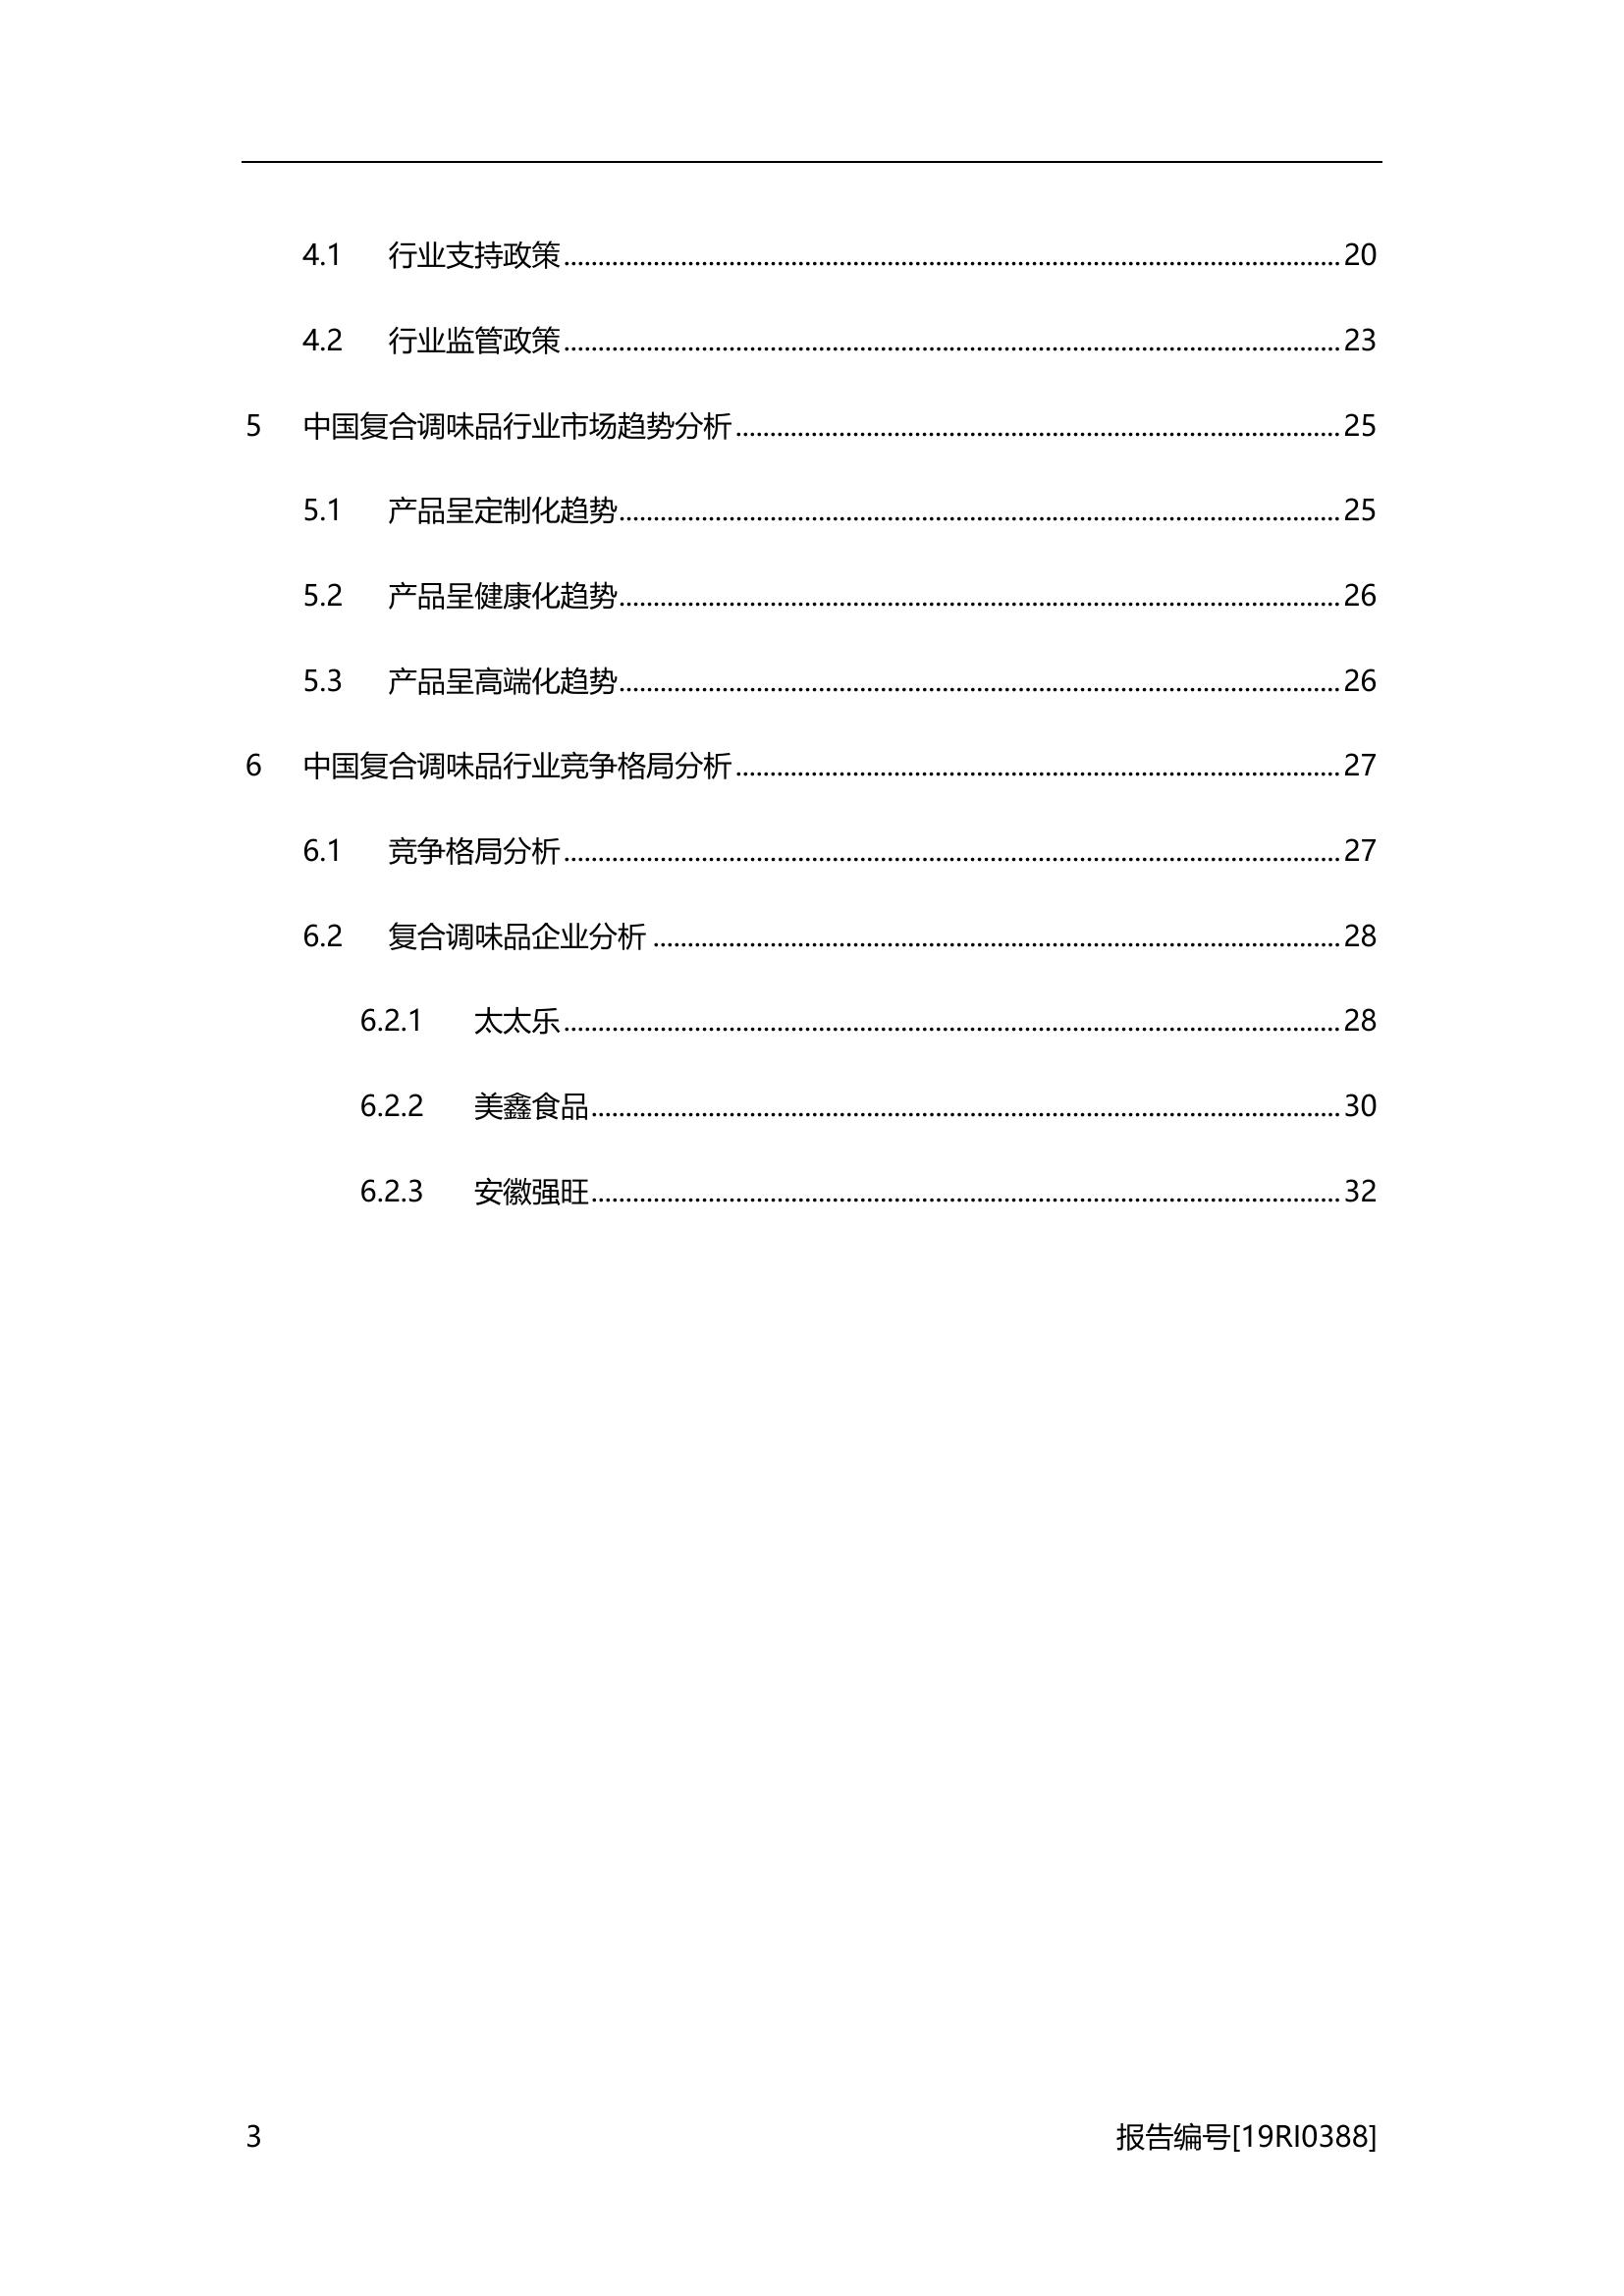 4.1 行业支持政策 20
4.2 行业监管政策 23
5 中国复合调味品行业市场趋势分析 25
5.1 产品呈定制化趋势 25
5.2 产品呈健康化趋势 26
5.3 产品呈高端化趋势 26
6 中国复合调味品行业竞争格局分析 27
6.1 竞争格局分析 27
6.2 复合调味品企业分析 28
6.2.1 太太乐 28
6.2.2 美鑫食品 30
6.2.3 安徽强旺 32
3 报告编号[19RI0388]